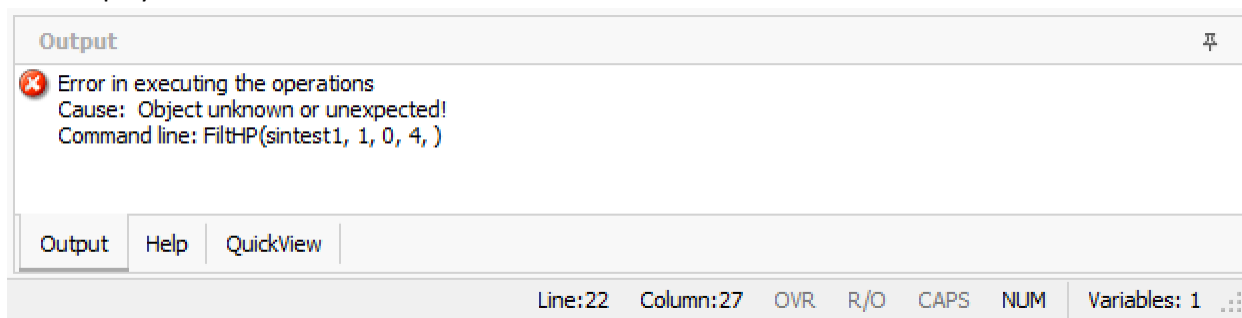 Output
Error in executing the operations
Cause:  Object unknown or unexpected!
Command line: FiltHP(sintest1, 1, 0, 4, )
Output Help QuickView
Line:22 Column:27 OVR R/O CAPS NUM Variables: 1